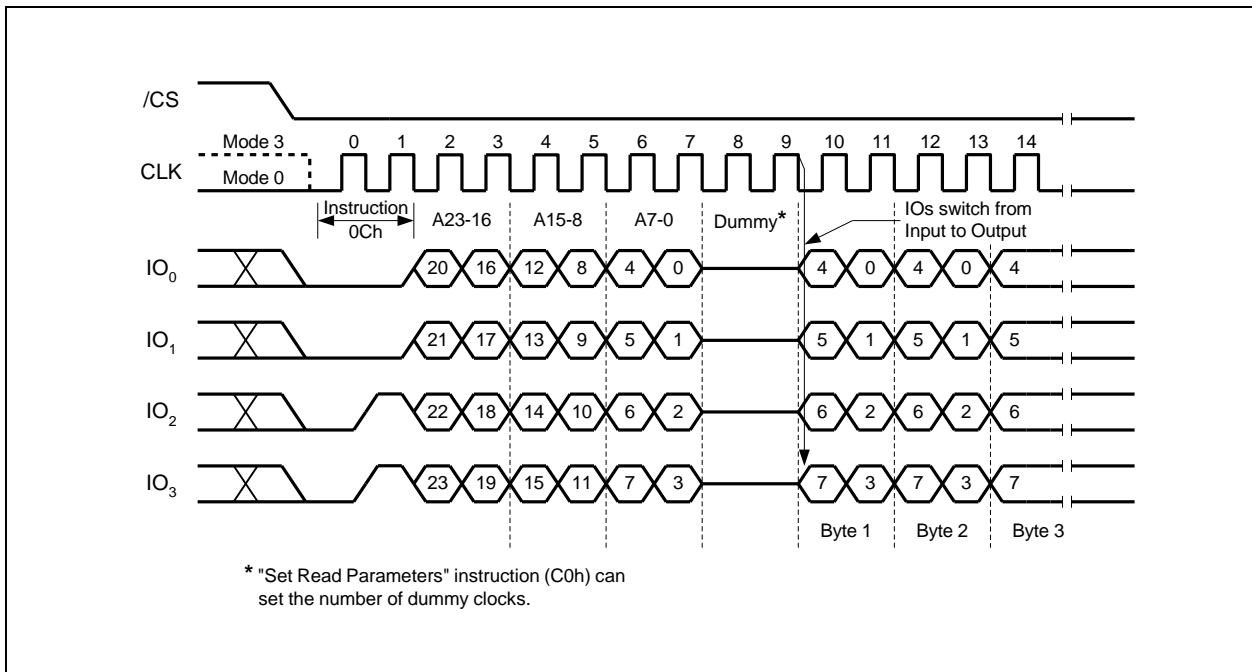 /CS
Mode 3 0 1 2 3 4 5 6 7 8 9 10 11 12 13 14
CLK
Mode 0
Instruction
0Ch
A23-16 A15-8 A7-0 Dummy*
IOs switch from
Input to Output
IO0 20 16 12 8 4 0 4 0 4 0 4
IO1 21 17 13 9 5 1 5 1 5 1 5
IO2 22 18 14 10 6 2 6 2 6 2 6
IO3 23 19 15 11 7 3 7 3 7 3 7
Byte 1 Byte 2 Byte 3
* "Set Read Parameters" instruction (C0h) can
set the number of dummy clocks.